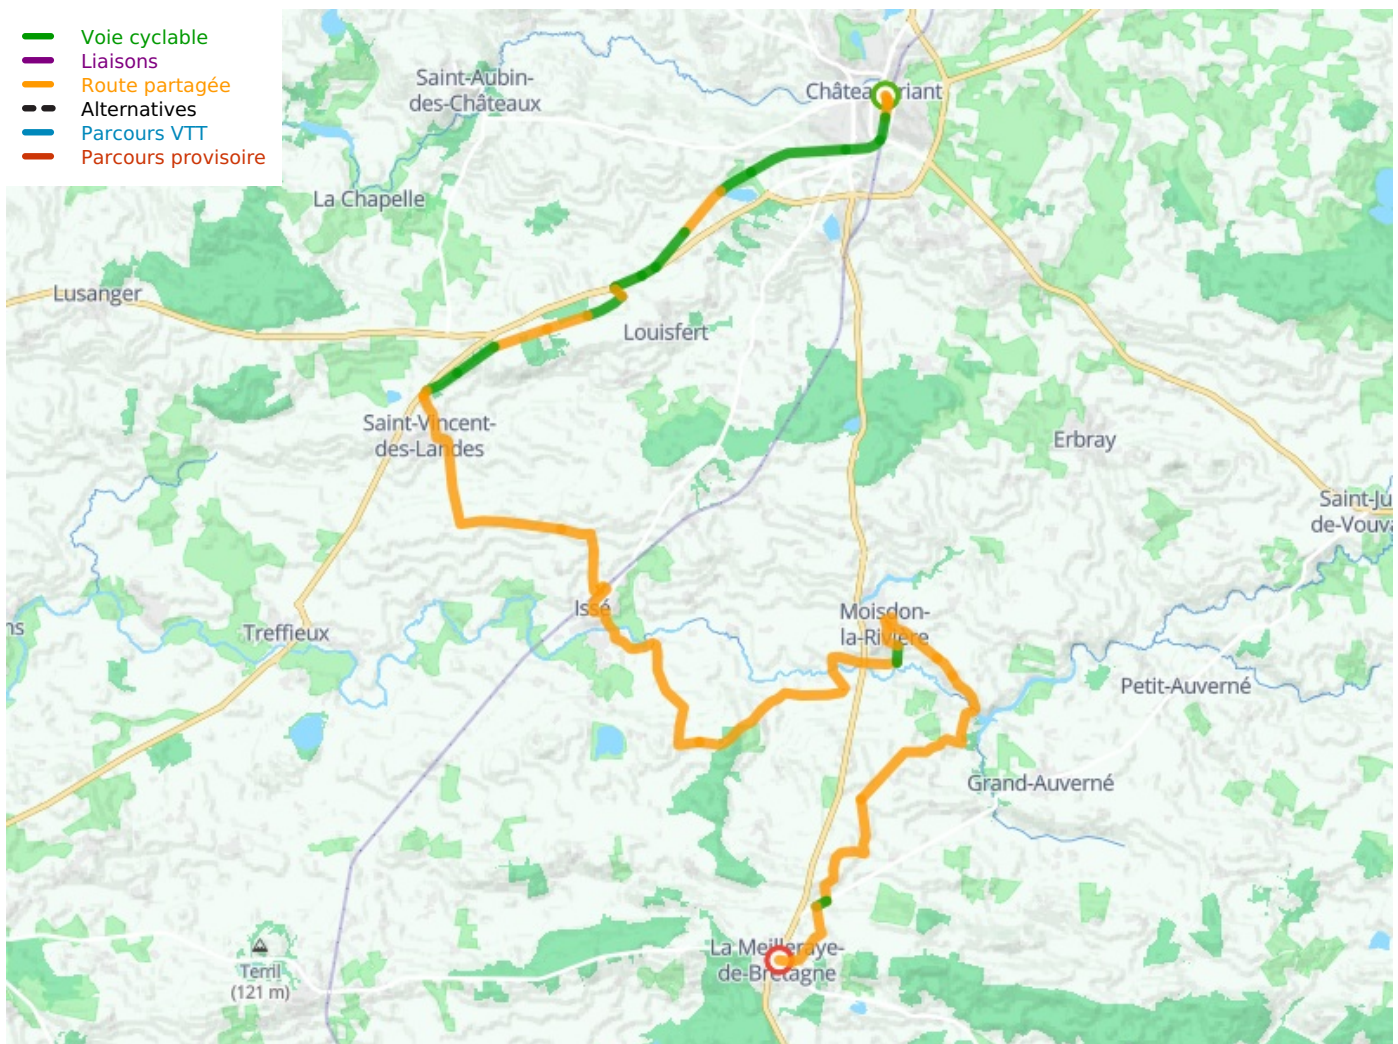 Voie cyclable
Liaisons
Route partagée
Alternatives
Parcours VTT
Parcours provisoire
Saint-Aubin-
des-Châteaux
La Chapelle
Lusanger
Louisfert
Saint-Vincent-
des-Landes
Erbray
Saint-Ju
de-Vouv
Issé
Moisdon-
la-Rivière
Treffieux
Petit-Auverné
Grand-Auverné
La Meilleraye-
de-Bretagne
Terril
(121 m)